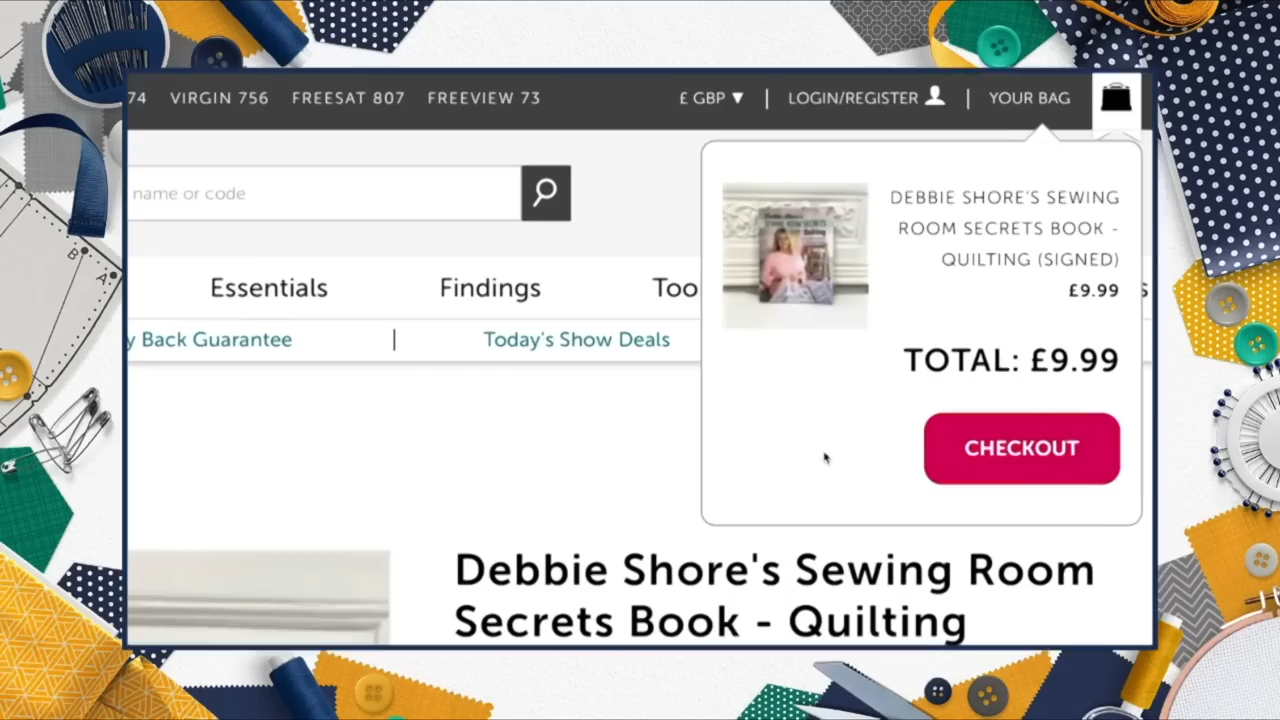 74 VIRGIN 756 FREESAT 807 FREEVIEW 73 £ GBP ▼ | LOGIN/REGISTER | YOUR BAG
name or code
DEBBIE SHORE'S SEWING
ROOM SECRETS BOOK -
QUILTING (SIGNED)
£9.99
Essentials Findings Too s
y Back Guarantee | Today's Show Deals
TOTAL: £9.99
CHECKOUT
Debbie Shore's Sewing Room
Secrets Book - Quilting
B
A